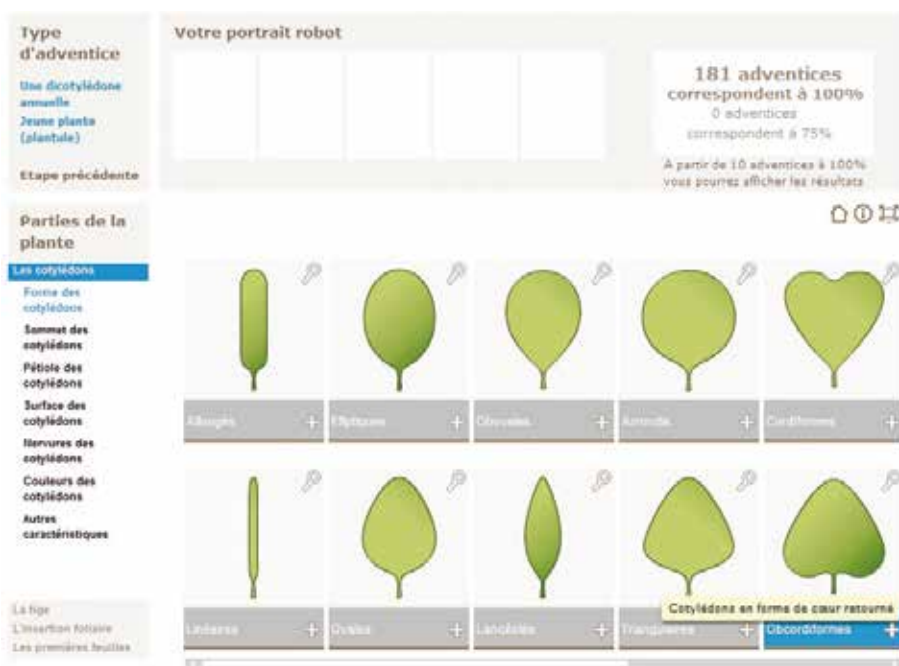 Type
d'adventice
Une dicotylédone
annuelle
Jeune plante
(plantule)
Etape précédente
Votre portrait robot
181 adventices
correspondent à 100%
0 adventices
correspondent à 75%
A partir de 10 adventices à 100%
vous pourrez afficher les résultats
Parties de la
plante
Les cotylédons
Forme des
cotylédons
Sommet des
cotylédons
Pétiole des
cotylédons
Surface des
cotylédons
Nervures des
cotylédons
Couleurs des
cotylédons
Autres
caractéristiques
La tige
L'insertion foliaire
Les premières feuilles
Allongés + Elliptiques + Obovales + Arrondis + Cordiformes +
Cotylédons en forme de cœur retourné
Linéaires + Ovales + Lancéolés + Triangulaires + Obcordiformes +